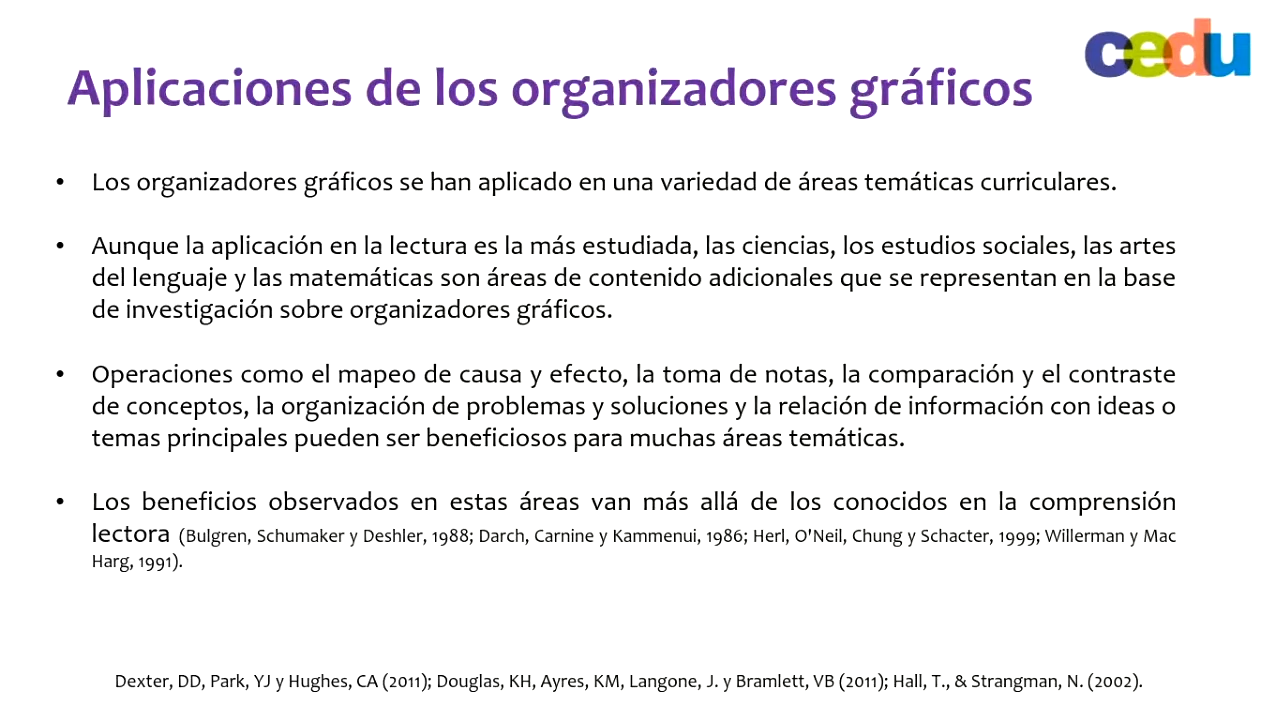 cedu
Aplicaciones de los organizadores gráficos
• Los organizadores gráficos se han aplicado en una variedad de áreas temáticas curriculares.
• Aunque la aplicación en la lectura es la más estudiada, las ciencias, los estudios sociales, las artes
del lenguaje y las matemáticas son áreas de contenido adicionales que se representan en la base
de investigación sobre organizadores gráficos.
• Operaciones como el mapeo de causa y efecto, la toma de notas, la comparación y el contraste
de conceptos, la organización de problemas y soluciones y la relación de información con ideas o
temas principales pueden ser beneficiosos para muchas áreas temáticas.
• Los beneficios observados en estas áreas van más allá de los conocidos en la comprensión
lectora (Bulgren, Schumaker y Deshler, 1988; Darch, Carnine y Kammenui, 1986; Herl, O'Neil, Chung y Schacter, 1999; Willerman y Mac
Harg, 1991).
Dexter, DD, Park, YJ y Hughes, CA (2011); Douglas, KH, Ayres, KM, Langone, J. y Bramlett, VB (2011); Hall, T., & Strangman, N. (2002).